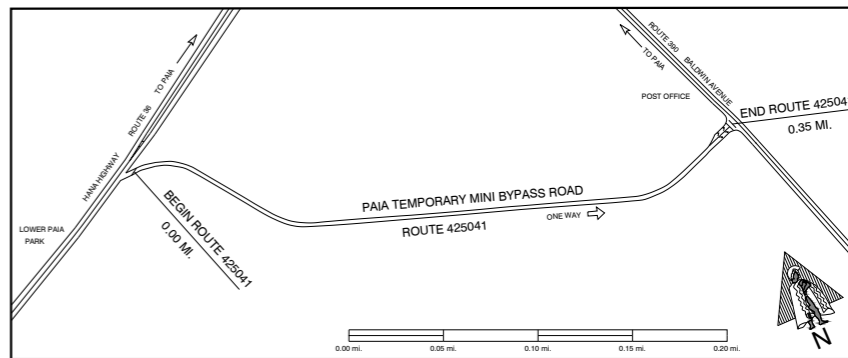 ROUTE 390 BALDWIN AVENUE
TO PAIA
HANA HIGHWAY ROUTE 36 TO PAIA
POST OFFICE
END ROUTE 42504
0.35 MI.
PAIA TEMPORARY MINI BYPASS ROAD
ONE WAY
ROUTE 425041
BEGIN ROUTE 425041
0.00 MI.
LOWER PAIA
PARK
N
0.00 mi. 0.05 mi. 0.10 mi. 0.15 mi. 0.20 mi.